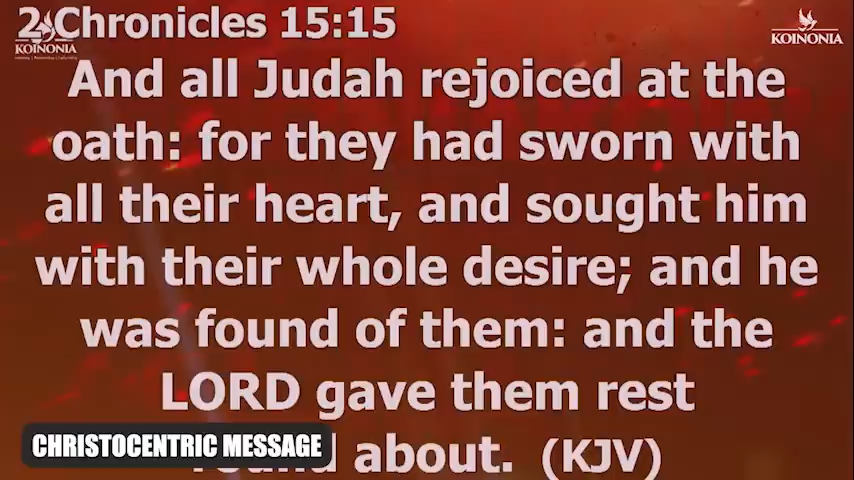 2 Chronicles 15:15
KOINONIA
KOINONIA
And all Judah rejoiced at the
oath: for they had sworn with
all their heart, and sought him
with their whole desire; and he
was found of them: and the
LORD gave them rest
about. (KJV)
CHRISTOCENTRIC MESSAGE